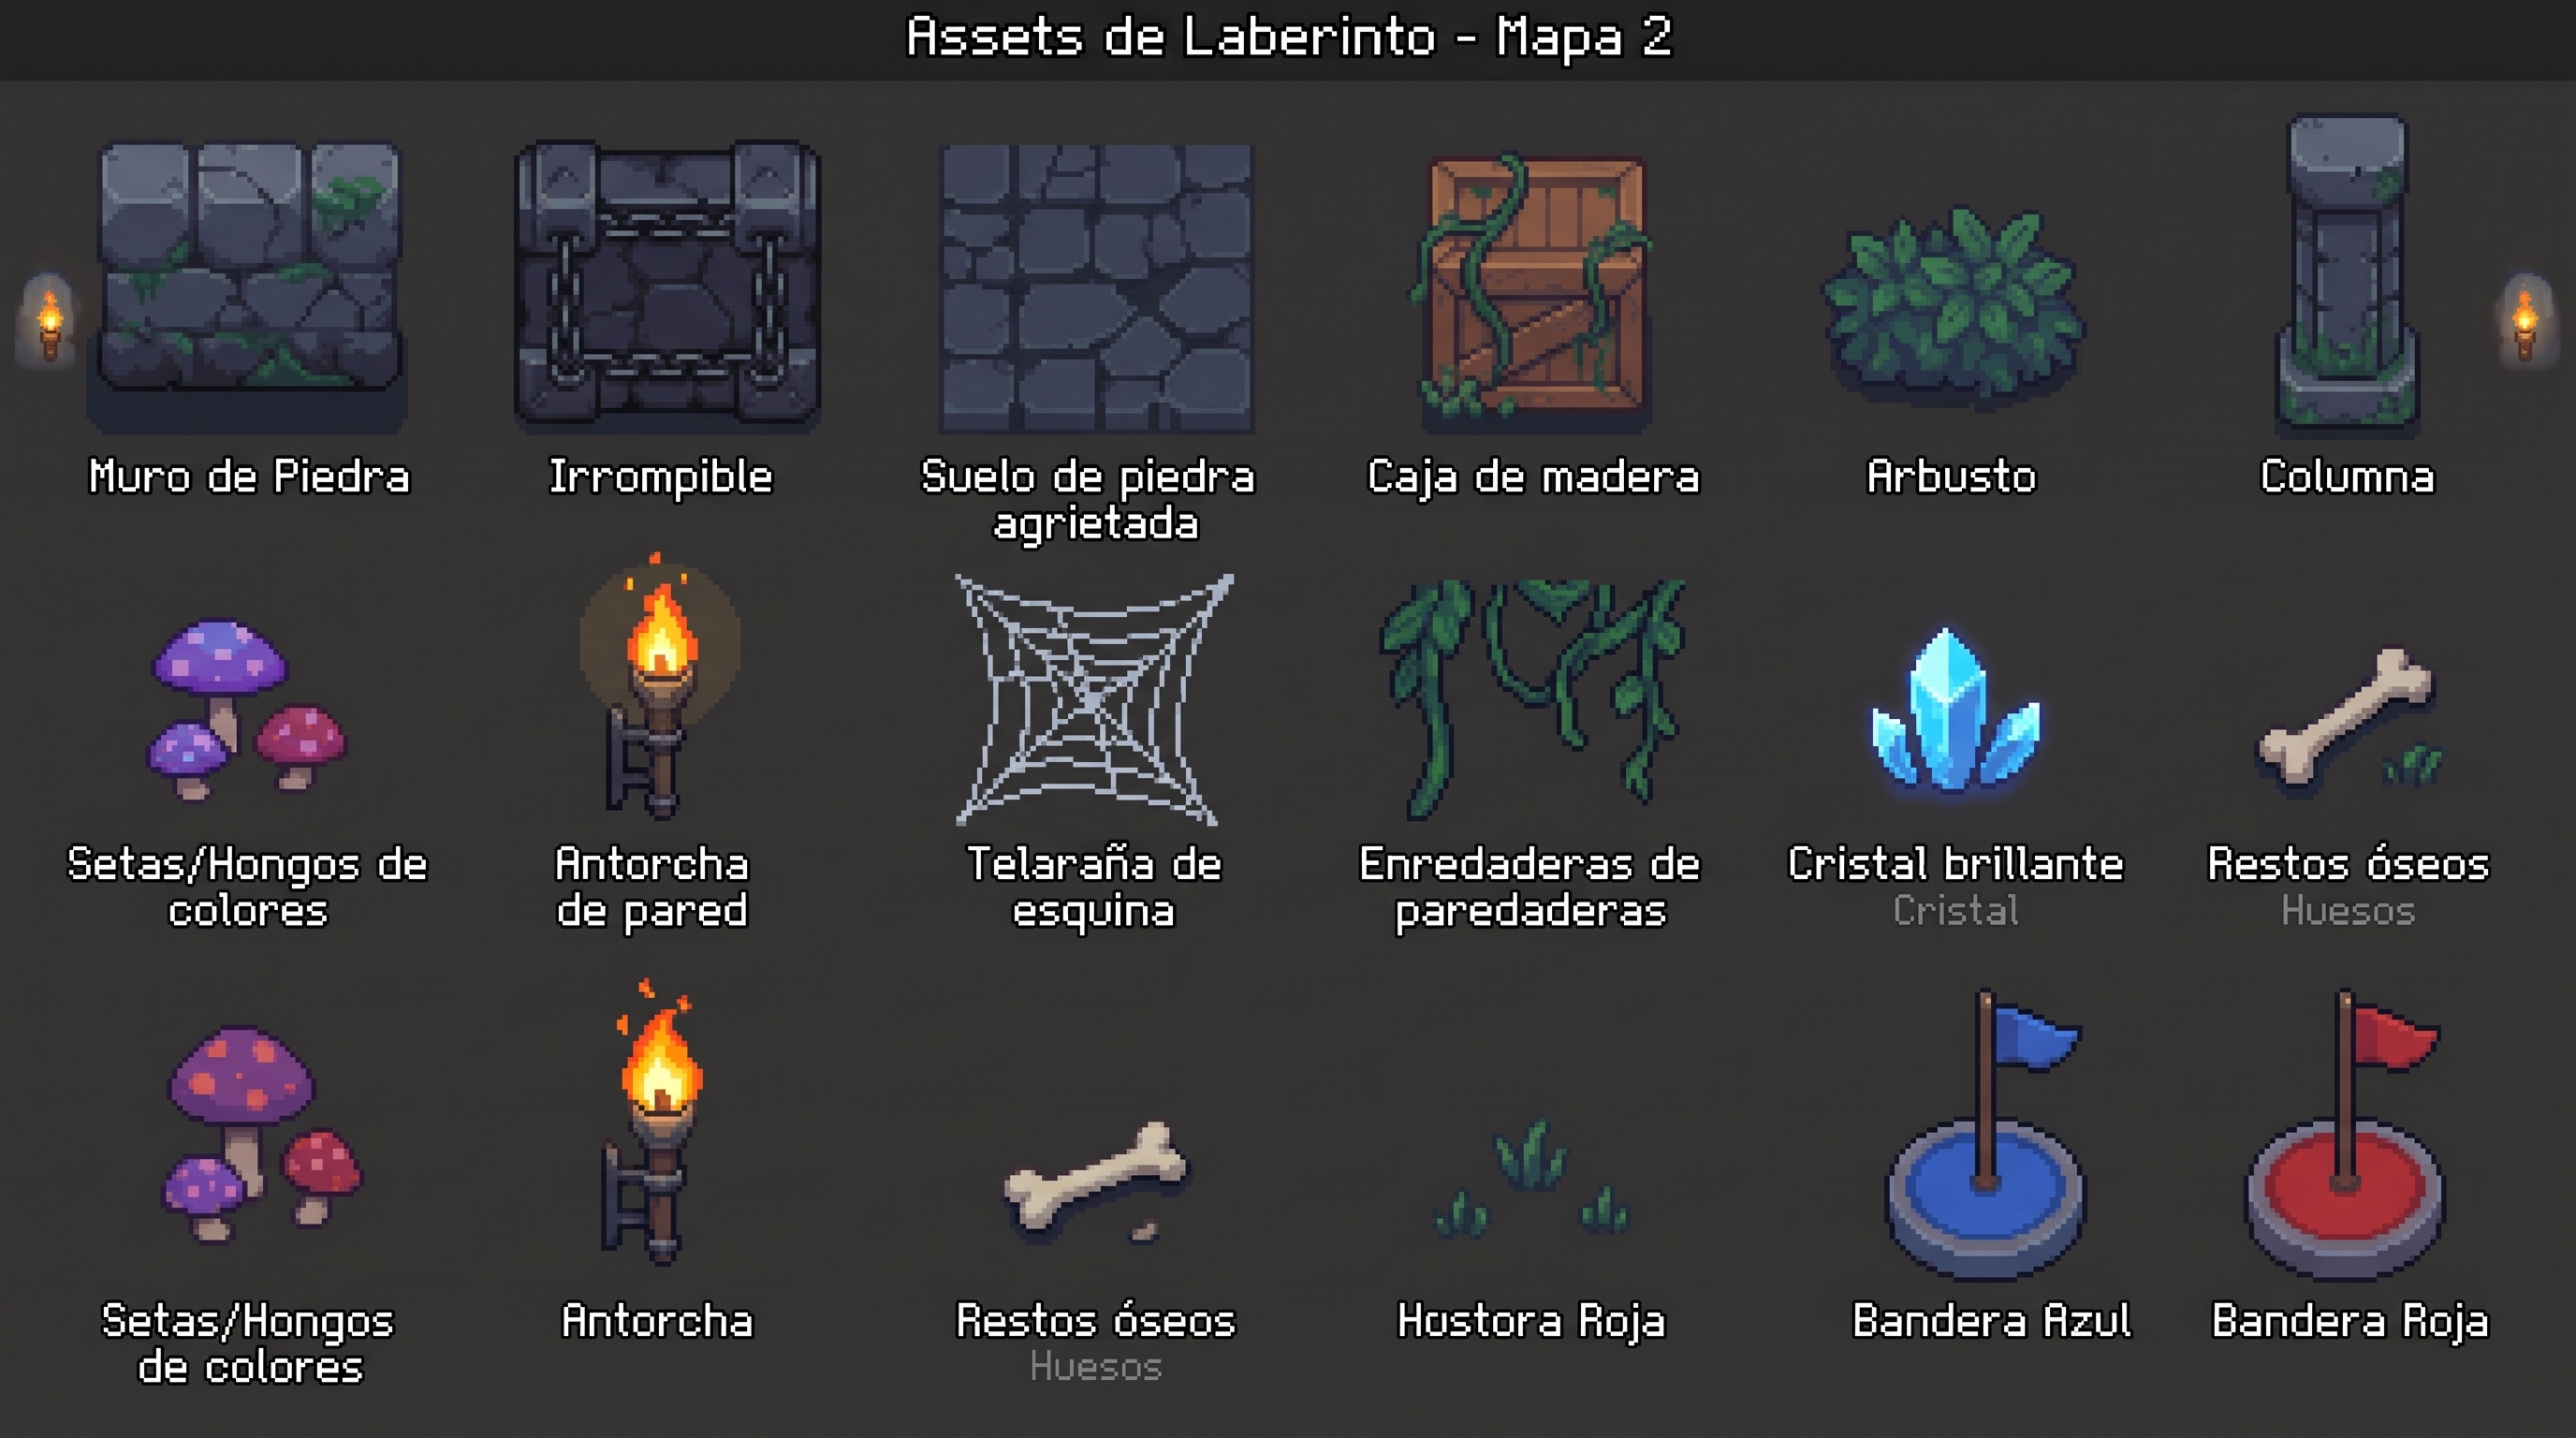 Assets de Laberinto - Mapa 2
Muro de Piedra
Irrompible
Suelo de piedra
agrietada
Caja de madera
Arbusto
Columna
Setas/Hongos de
colores
Antorcha
de pared
Telaraña de
esquina
Enredaderas de
paredaderas
Cristal brillante
Cristal
Restos óseos
Huesos
Setas/Hongos
de colores
Antorcha
Restos óseos
Huesos
Hostora Roja
Bandera Azul
Bandera Roja